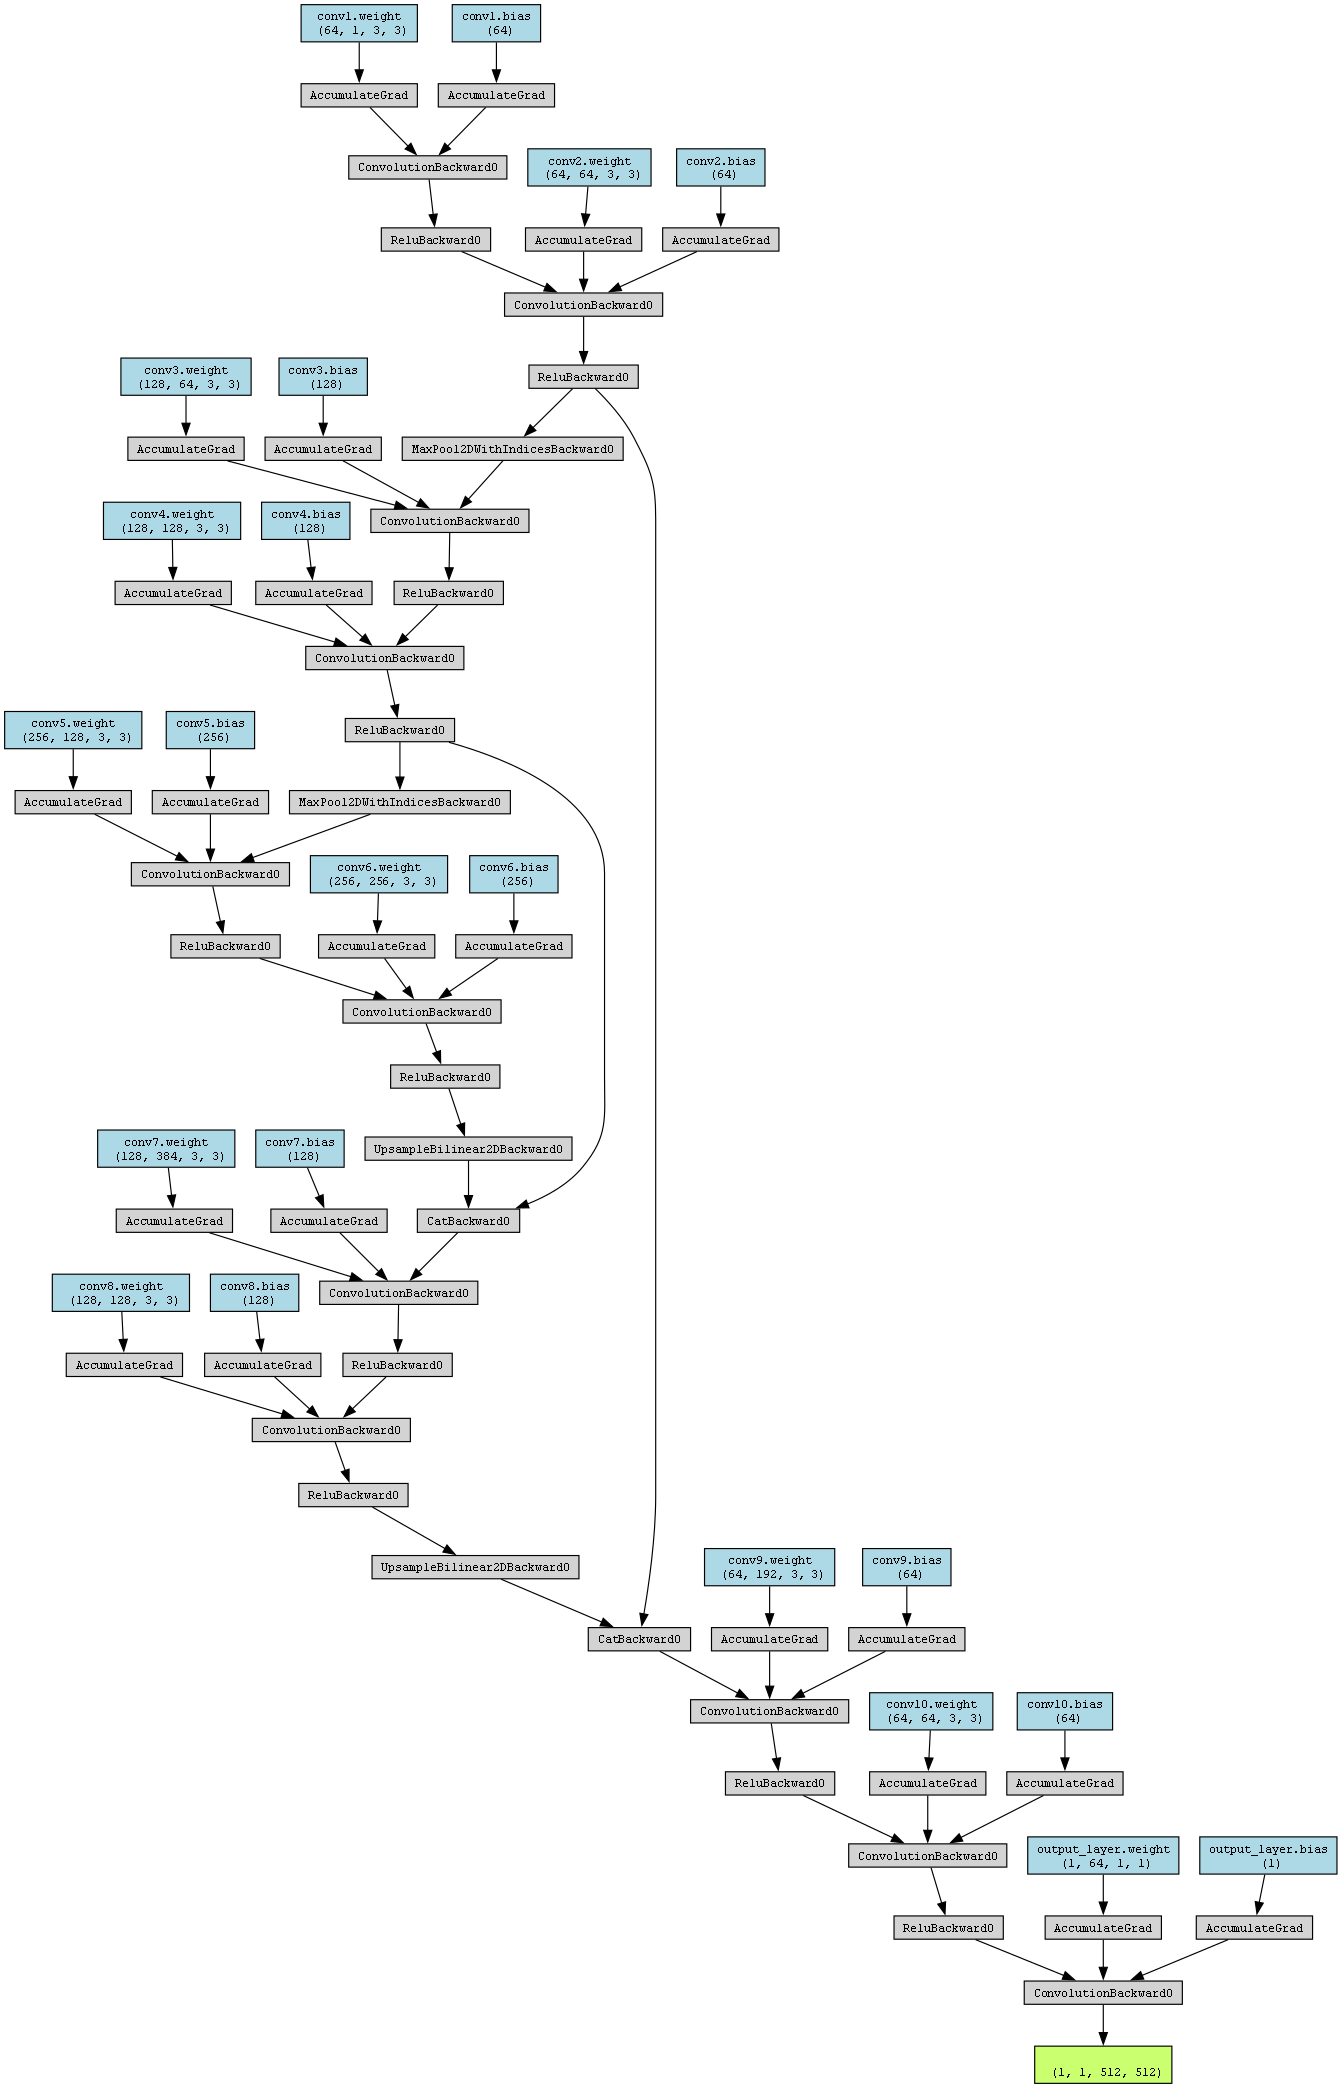 conv1.weight
(64, 1, 3, 3)
conv1.bias
(64)
AccumulateGrad
AccumulateGrad
ConvolutionBackward0
conv2.weight
(64, 64, 3, 3)
conv2.bias
(64)
ReluBackward0
AccumulateGrad
AccumulateGrad
ConvolutionBackward0
conv3.weight
(128, 64, 3, 3)
conv3.bias
(128)
ReluBackward0
AccumulateGrad
AccumulateGrad
MaxPool2DWithIndicesBackward0
conv4.weight
(128, 128, 3, 3)
conv4.bias
(128)
ConvolutionBackward0
AccumulateGrad
AccumulateGrad
ReluBackward0
ConvolutionBackward0
conv5.weight
(256, 128, 3, 3)
conv5.bias
(256)
ReluBackward0
AccumulateGrad
AccumulateGrad
MaxPool2DWithIndicesBackward0
ConvolutionBackward0
conv6.weight
(256, 256, 3, 3)
conv6.bias
(256)
ReluBackward0
AccumulateGrad
AccumulateGrad
ConvolutionBackward0
ReluBackward0
conv7.weight
(128, 384, 3, 3)
conv7.bias
(128)
UpsampleBilinear2DBackward0
AccumulateGrad
AccumulateGrad
CatBackward0
conv8.weight
(128, 128, 3, 3)
conv8.bias
(128)
ConvolutionBackward0
AccumulateGrad
AccumulateGrad
ReluBackward0
ConvolutionBackward0
ReluBackward0
UpsampleBilinear2DBackward0
conv9.weight
(64, 192, 3, 3)
conv9.bias
(64)
CatBackward0
AccumulateGrad
AccumulateGrad
ConvolutionBackward0
conv10.weight
(64, 64, 3, 3)
conv10.bias
(64)
ReluBackward0
AccumulateGrad
AccumulateGrad
ConvolutionBackward0
output_layer.weight
(1, 64, 1, 1)
output_layer.bias
(1)
ReluBackward0
AccumulateGrad
AccumulateGrad
ConvolutionBackward0
(1, 1, 512, 512)